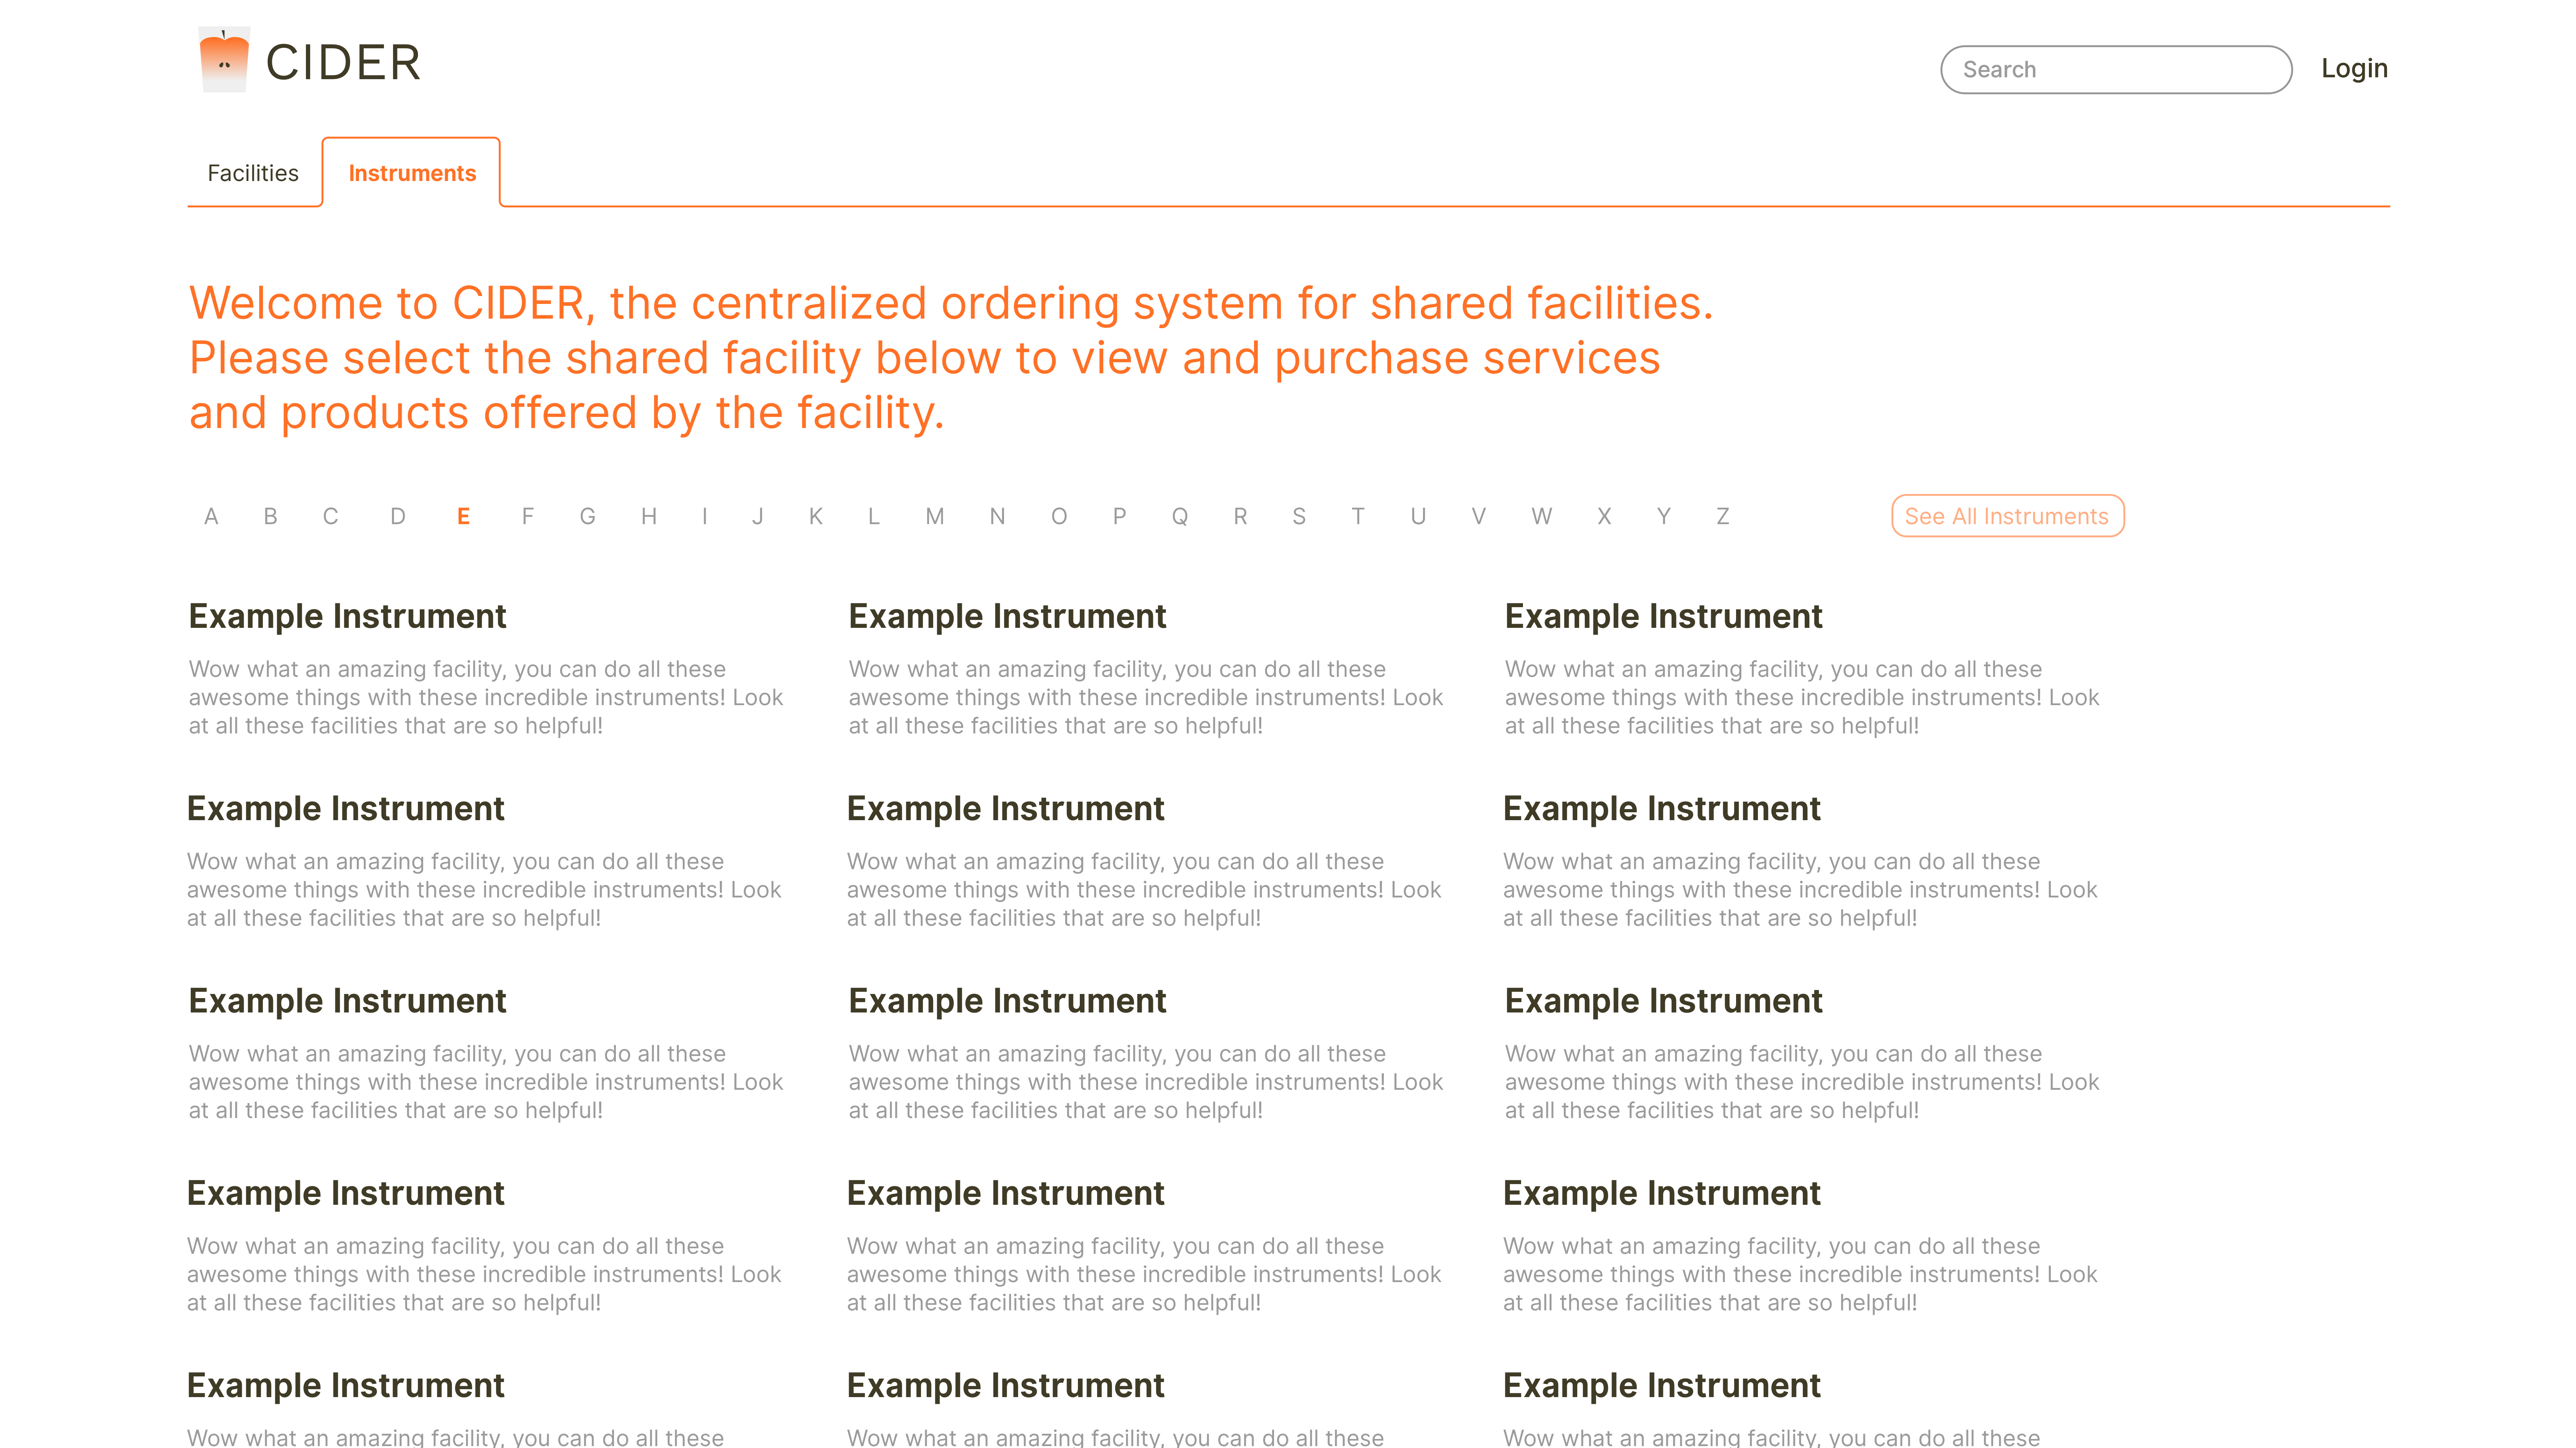 CIDER
Search
Login
Facilities
Instruments
Welcome to CIDER, the centralized ordering system for shared facilities.
Please select the shared facility below to view and purchase services
and products offered by the facility.
A B C D E F G H I J K L M N O P Q R S T U V W X Y Z
See All Instruments
Example Instrument
Wow what an amazing facility, you can do all these
awesome things with these incredible instruments! Look
at all these facilities that are so helpful!
Example Instrument
Wow what an amazing facility, you can do all these
awesome things with these incredible instruments! Look
at all these facilities that are so helpful!
Example Instrument
Wow what an amazing facility, you can do all these
awesome things with these incredible instruments! Look
at all these facilities that are so helpful!
Example Instrument
Wow what an amazing facility, you can do all these
awesome things with these incredible instruments! Look
at all these facilities that are so helpful!
Example Instrument
Wow what an amazing facility, you can do all these
awesome things with these incredible instruments! Look
at all these facilities that are so helpful!
Example Instrument
Wow what an amazing facility, you can do all these
awesome things with these incredible instruments! Look
at all these facilities that are so helpful!
Example Instrument
Wow what an amazing facility, you can do all these
awesome things with these incredible instruments! Look
at all these facilities that are so helpful!
Example Instrument
Wow what an amazing facility, you can do all these
awesome things with these incredible instruments! Look
at all these facilities that are so helpful!
Example Instrument
Wow what an amazing facility, you can do all these
awesome things with these incredible instruments! Look
at all these facilities that are so helpful!
Example Instrument
Wow what an amazing facility, you can do all these
awesome things with these incredible instruments! Look
at all these facilities that are so helpful!
Example Instrument
Wow what an amazing facility, you can do all these
awesome things with these incredible instruments! Look
at all these facilities that are so helpful!
Example Instrument
Wow what an amazing facility, you can do all these
awesome things with these incredible instruments! Look
at all these facilities that are so helpful!
Example Instrument
Wow what an amazing facility, you can do all these
Example Instrument
Wow what an amazing facility, you can do all these
Example Instrument
Wow what an amazing facility, you can do all these